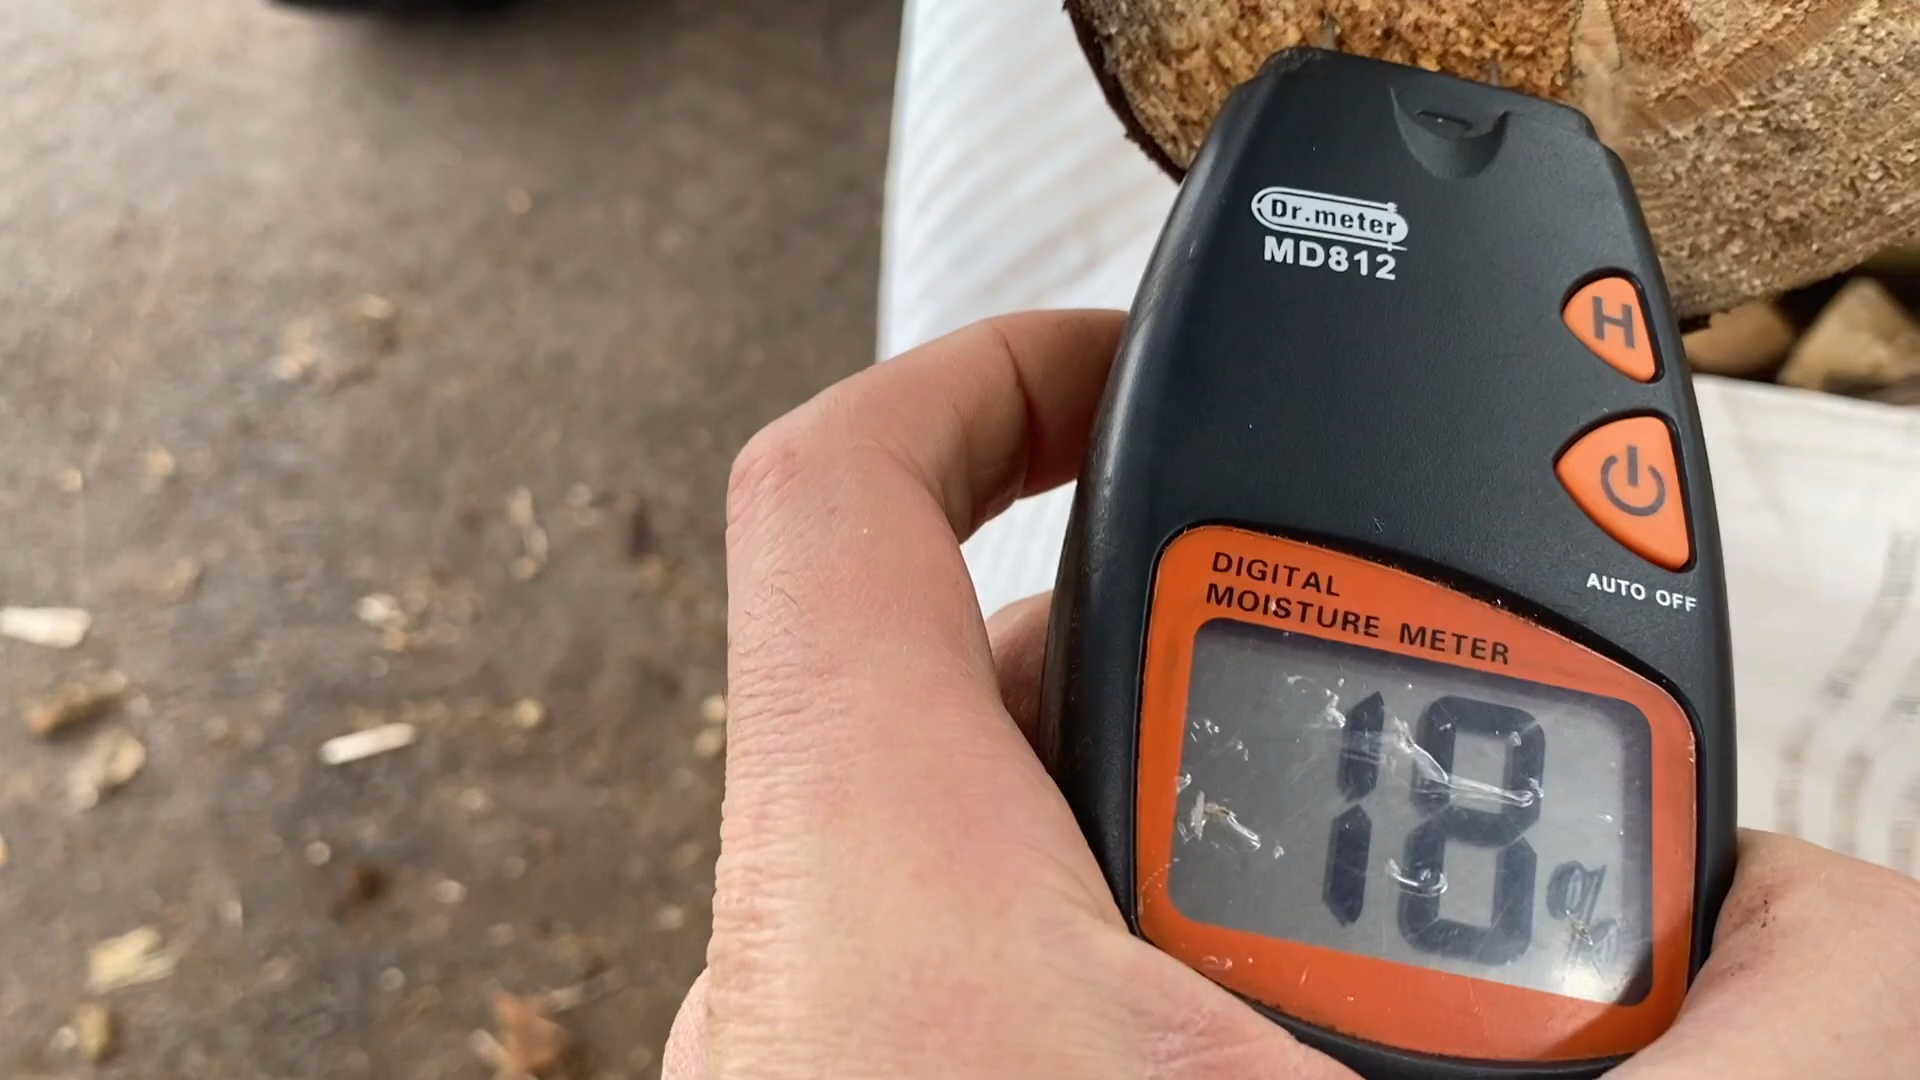 Dr.meter
MD812
H
AUTO OFF
DIGITAL
MOISTURE METER
18%